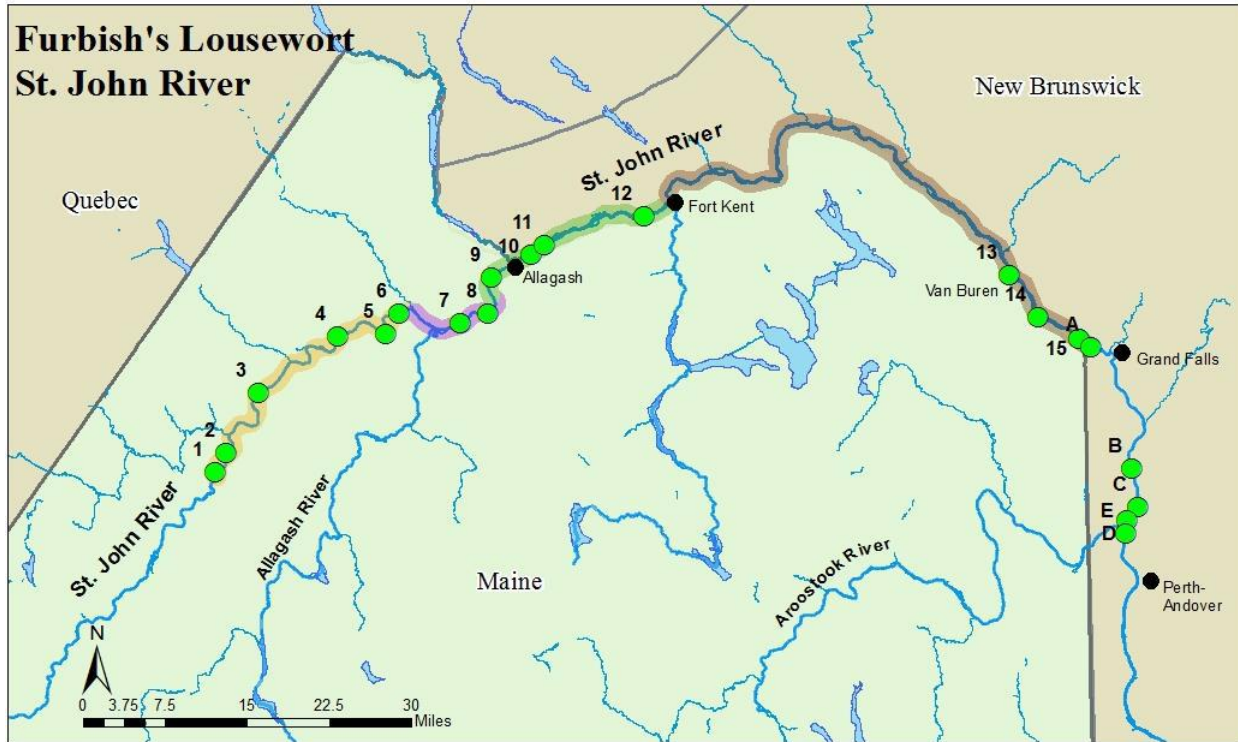 Furbish's Lousewort
St. John River
New Brunswick
Quebec
St. John River
12
Fort Kent
11
10
9
Allagash
13
Van Buren
14
8
7
6
5
4
A
15
Grand Falls
3
2
1
B
C
E
D
St. John River
Allagash River
Maine
Aroostook River
Perth-
Andover
N
0 3.75 7.5 15 22.5 30
Miles